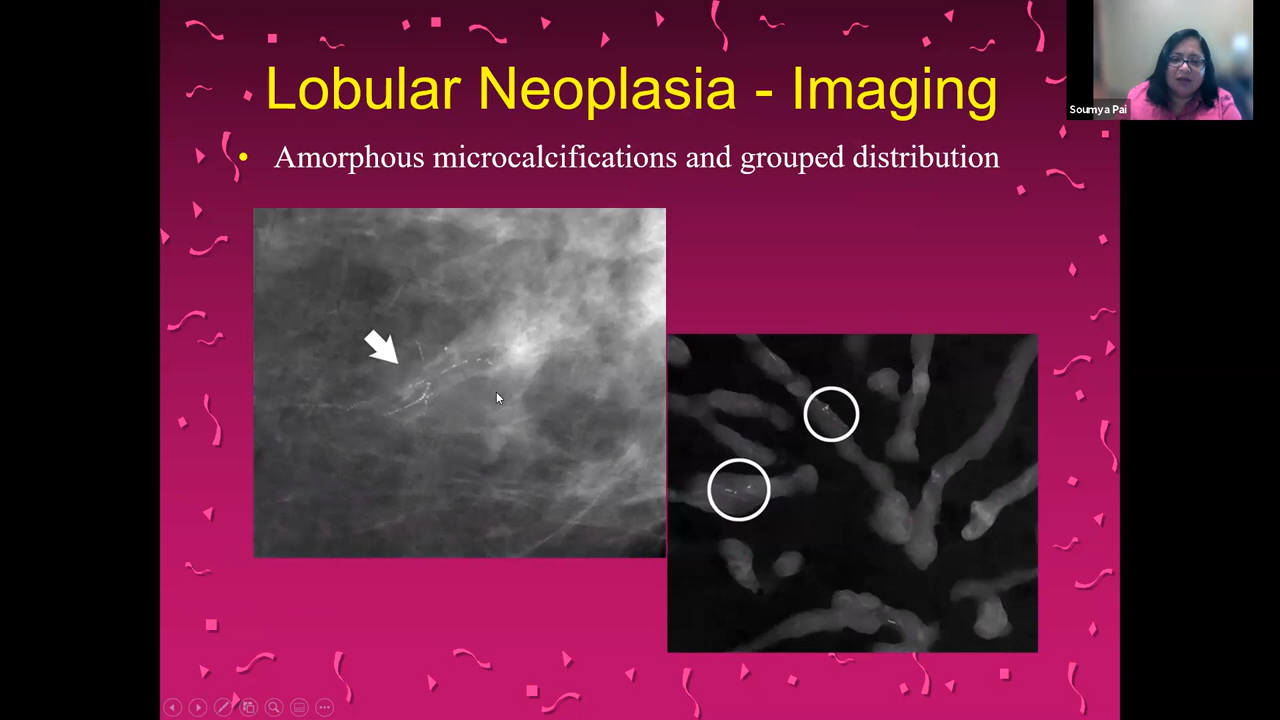 Lobular Neoplasia - Imaging
• Amorphous microcalcifications and grouped distribution
Soumya Pai